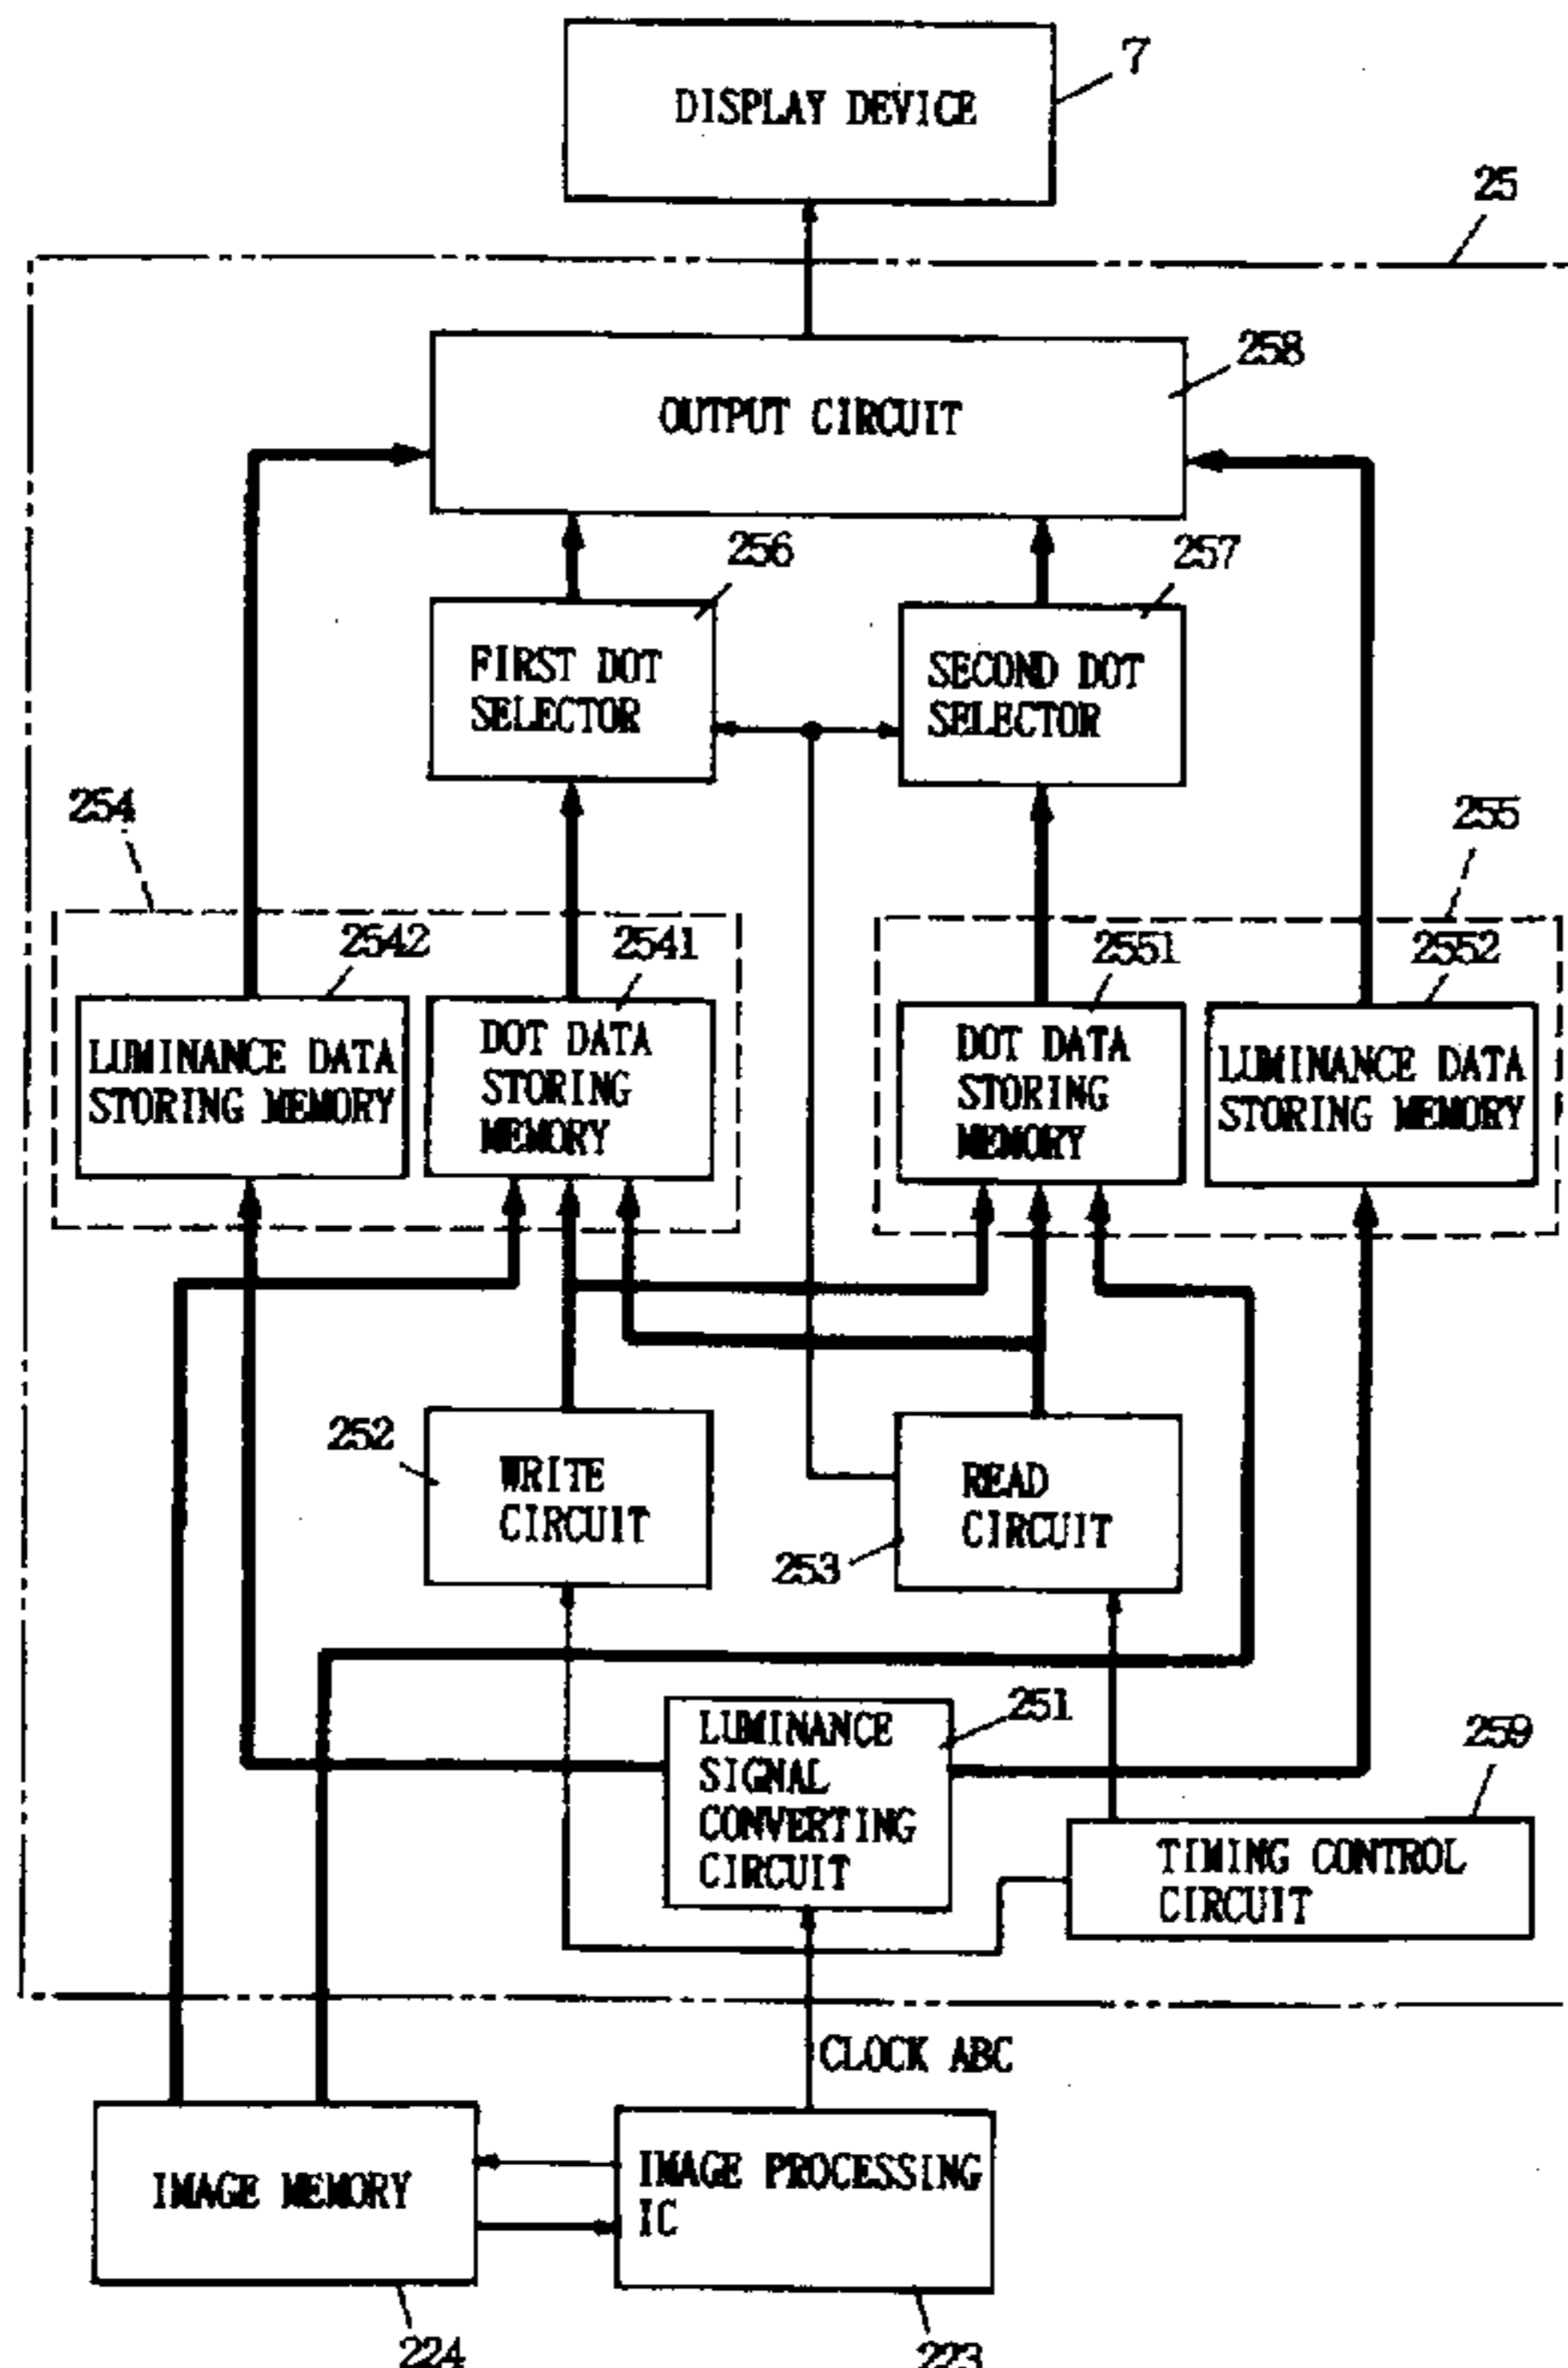 DISPLAY DEVICE
7
25
OUTPUT CIRCUIT
258
256
257
FIRST DOT
SELECTOR
SECOND DOT
SELECTOR
254
255
2542
2541
2551
2552
LUMINANCE DATA
STORING MEMORY
DOT DATA
STORING
MEMORY
DOT DATA
STORING
MEMORY
LUMINANCE DATA
STORING MEMORY
252
WRITE
CIRCUIT
253
READ
CIRCUIT
251
LUMINANCE
SIGNAL
CONVERTING
CIRCUIT
259
TIMING CONTROL
CIRCUIT
CLOCK ABC
IMAGE MEMORY
IMAGE PROCESSING
IC
224
223